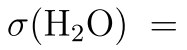 σ(H₂O) =